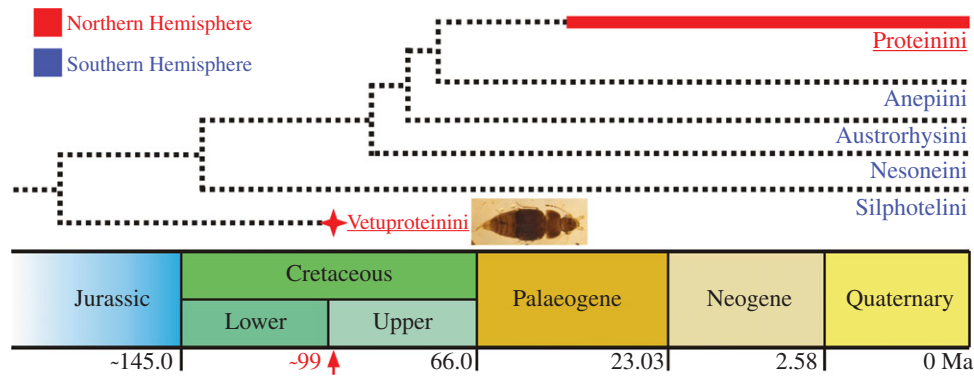 Northern Hemisphere
Southern Hemisphere
Proteinini
Anepiini
Austrorhysini
Nesoneini
Silphotelini
Vetuproteinini
Jurassic
Cretaceous
Lower
Upper
Palaeogene
Neogene
Quaternary
~145.0
~99
66.0
23.03
2.58
0 Ma